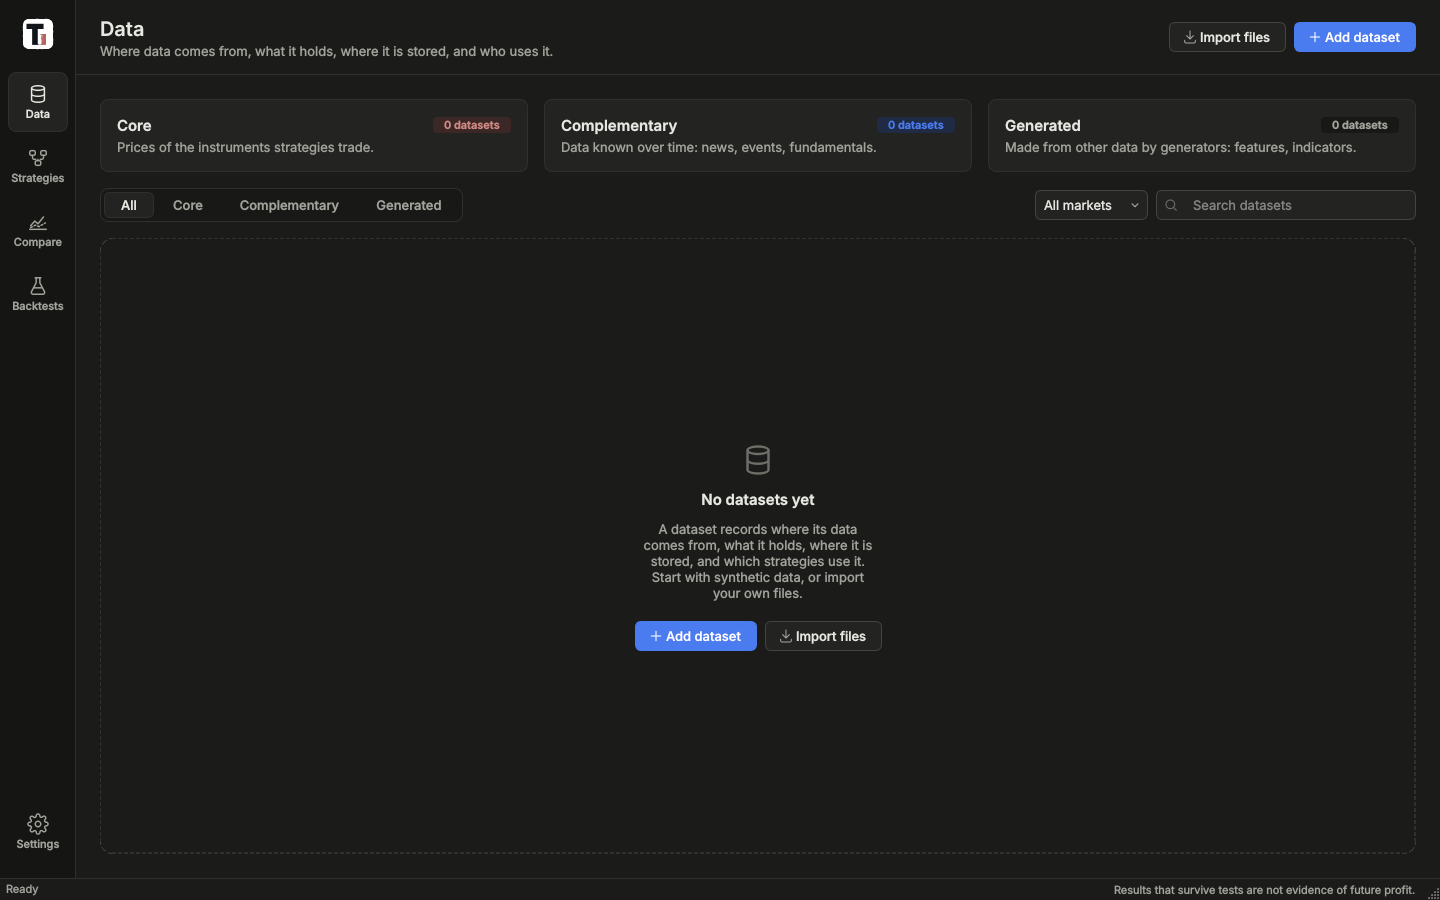 Ti
Data
Where data comes from, what it holds, where it is stored, and who uses it.
Import files
Add dataset
Data
Strategies
Compare
Backtests
Settings
Core
0 datasets
Prices of the instruments strategies trade.
Complementary
0 datasets
Data known over time: news, events, fundamentals.
Generated
0 datasets
Made from other data by generators: features, indicators.
All
Core
Complementary
Generated
All markets
Search datasets
No datasets yet
A dataset records where its data
comes from, what it holds, where it is
stored, and which strategies use it.
Start with synthetic data, or import
your own files.
Add dataset
Import files
Ready
Results that survive tests are not evidence of future profit.